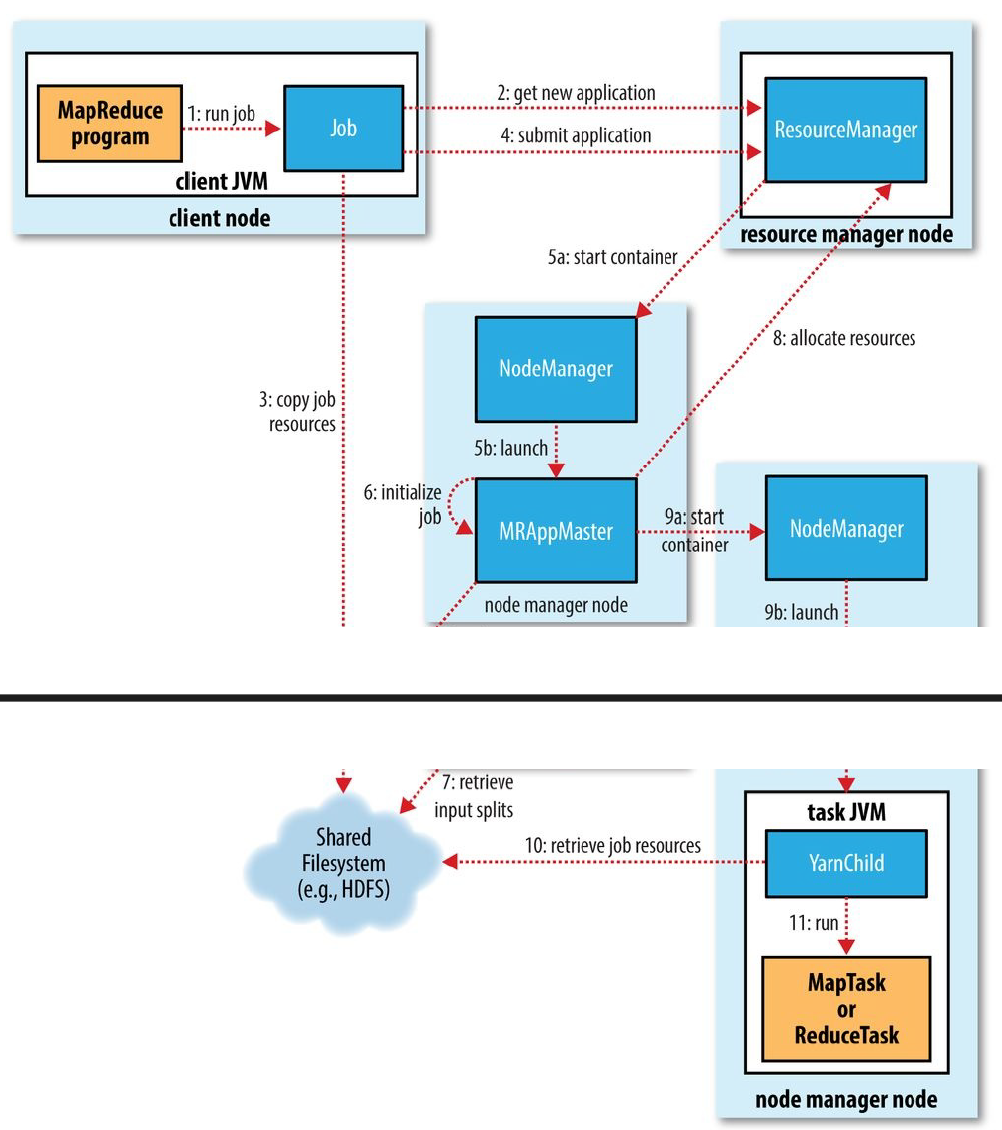 MapReduce
program
1: run job
Job
client JVM
client node
2: get new application
4: submit application
ResourceManager
resource manager node
5a: start container
8: allocate resources
3: copy job
resources
NodeManager
5b: launch
6: initialize
job
MRAppMaster
node manager node
9a: start
container
NodeManager
9b: launch
7: retrieve
input splits
Shared
Filesystem
(e.g., HDFS)
10: retrieve job resources
task JVM
YarnChild
11: run
MapTask
or
ReduceTask
node manager node